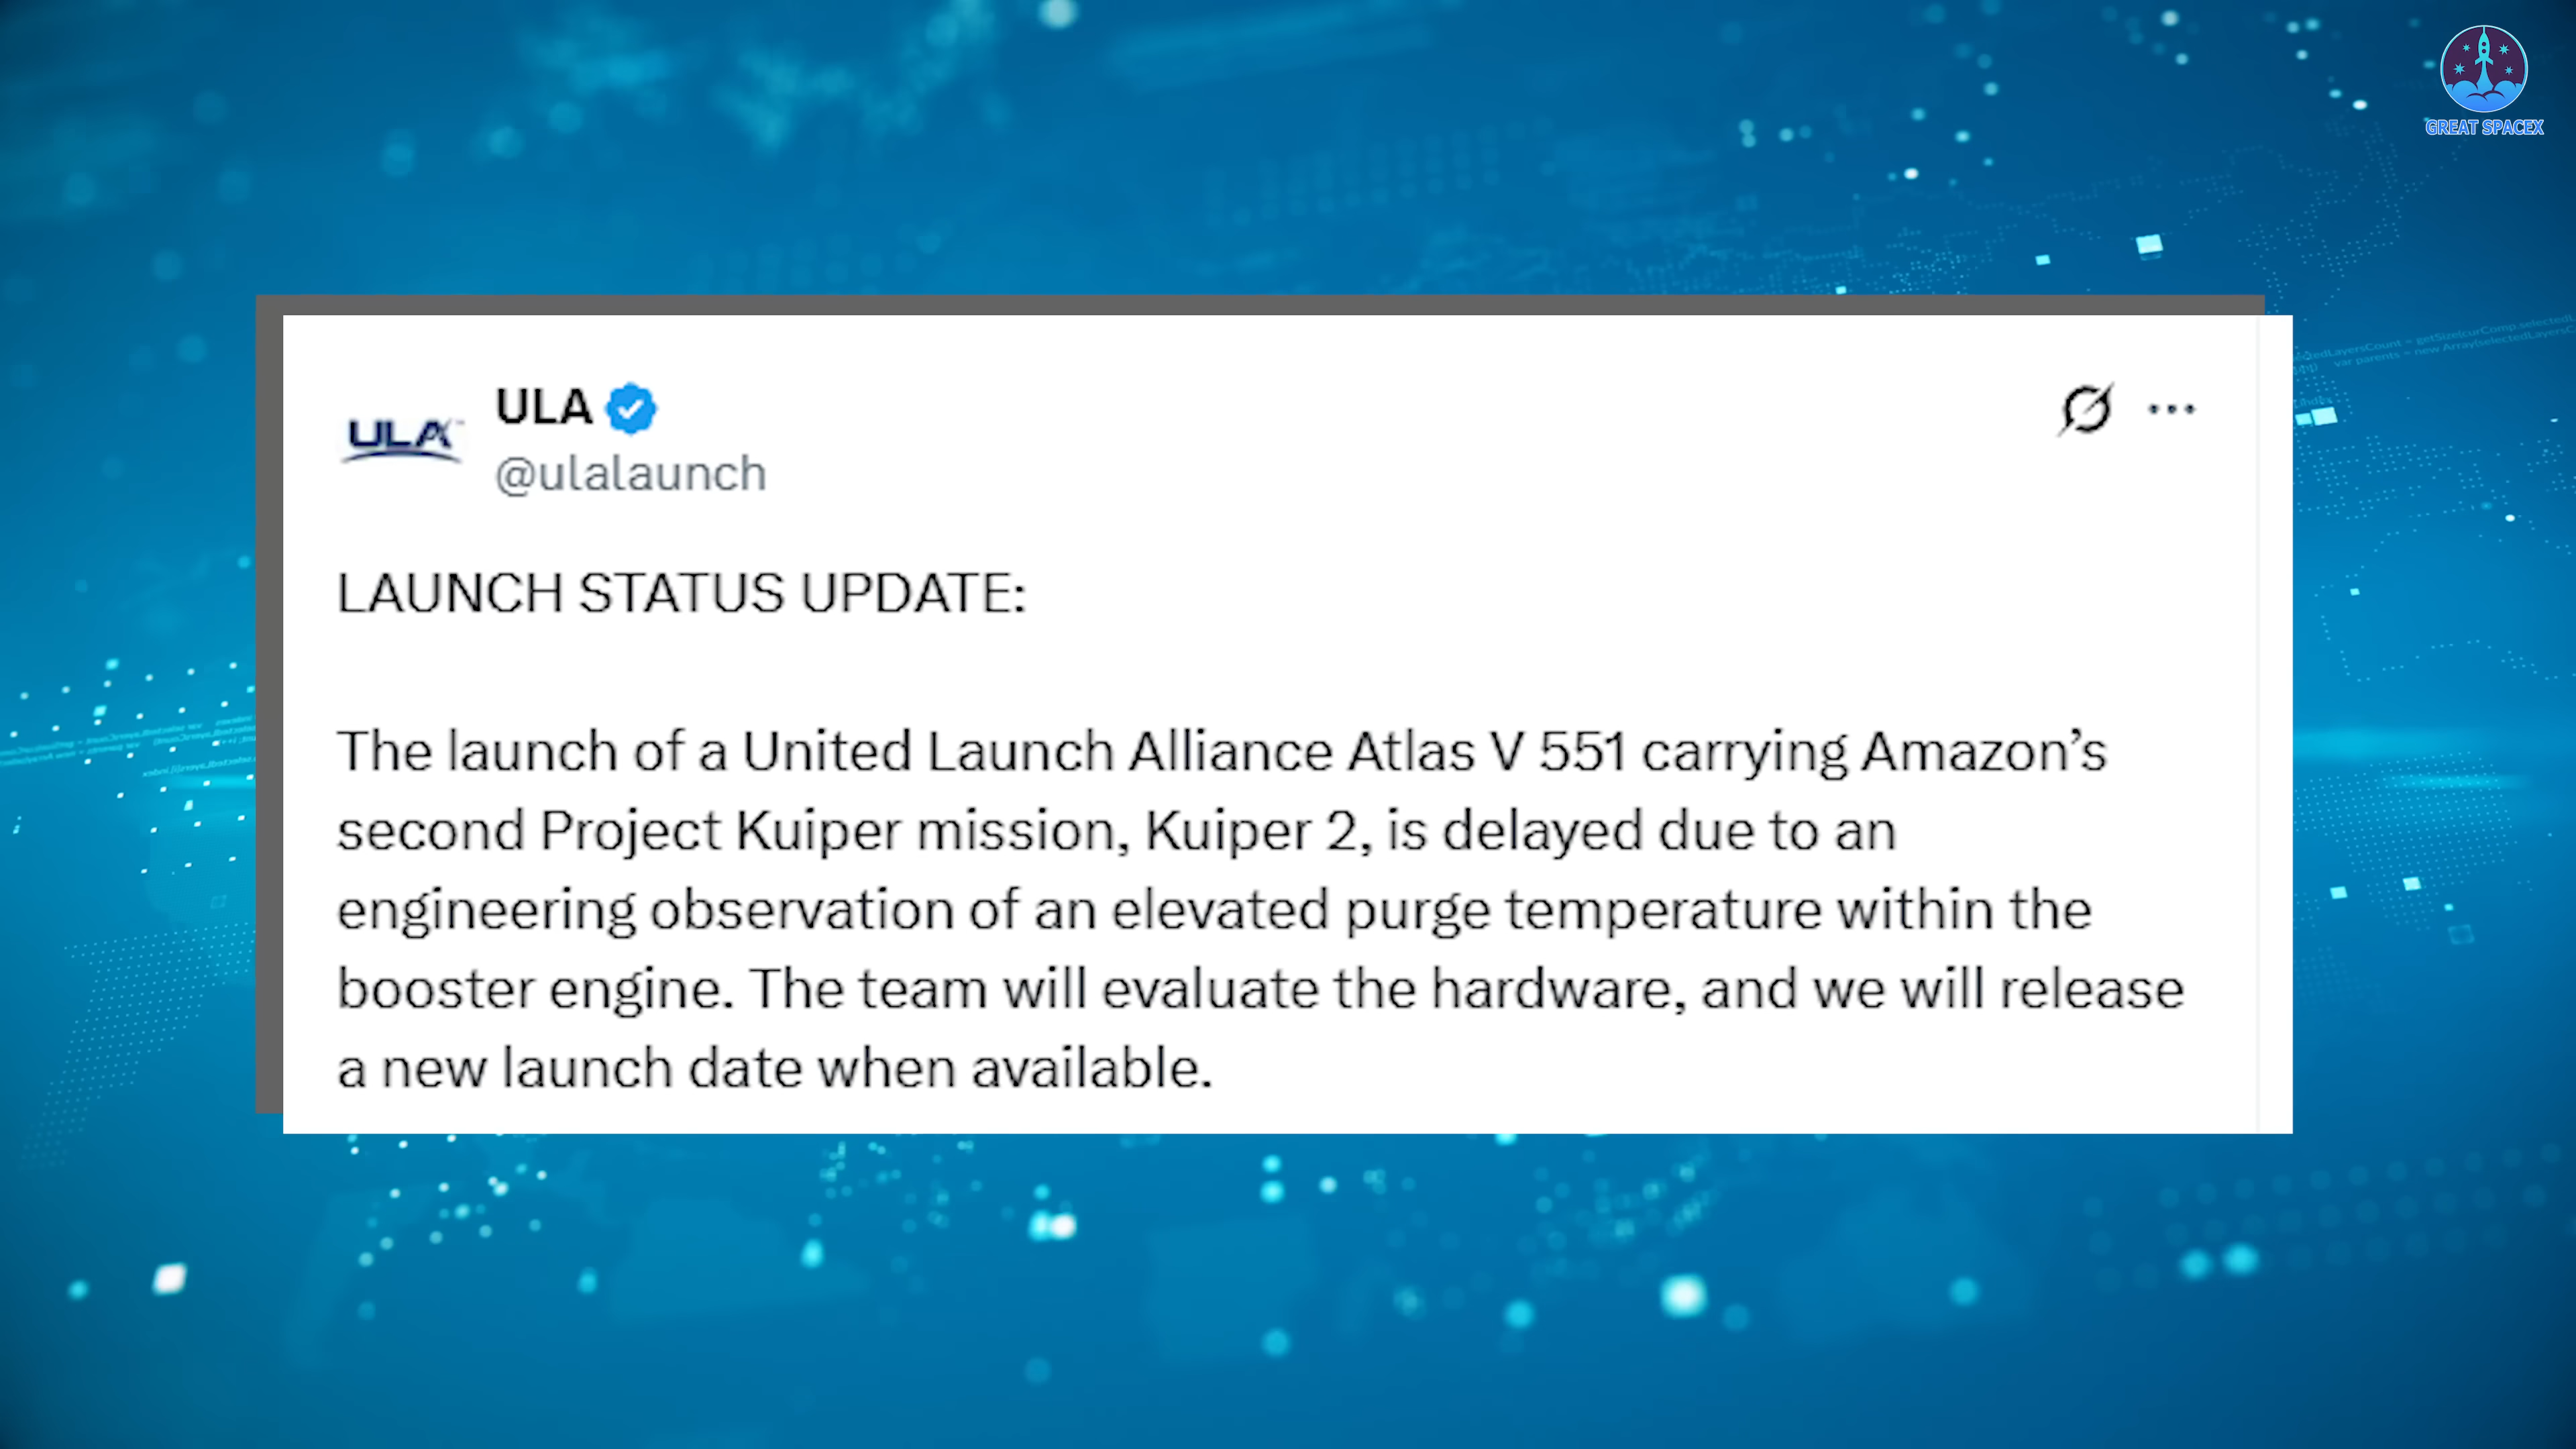 GREAT SPACEX
ULA
ULA
@ulalaunch
LAUNCH STATUS UPDATE:
The launch of a United Launch Alliance Atlas V 551 carrying Amazon’s
second Project Kuiper mission, Kuiper 2, is delayed due to an
engineering observation of an elevated purge temperature within the
booster engine. The team will evaluate the hardware, and we will release
a new launch date when available.